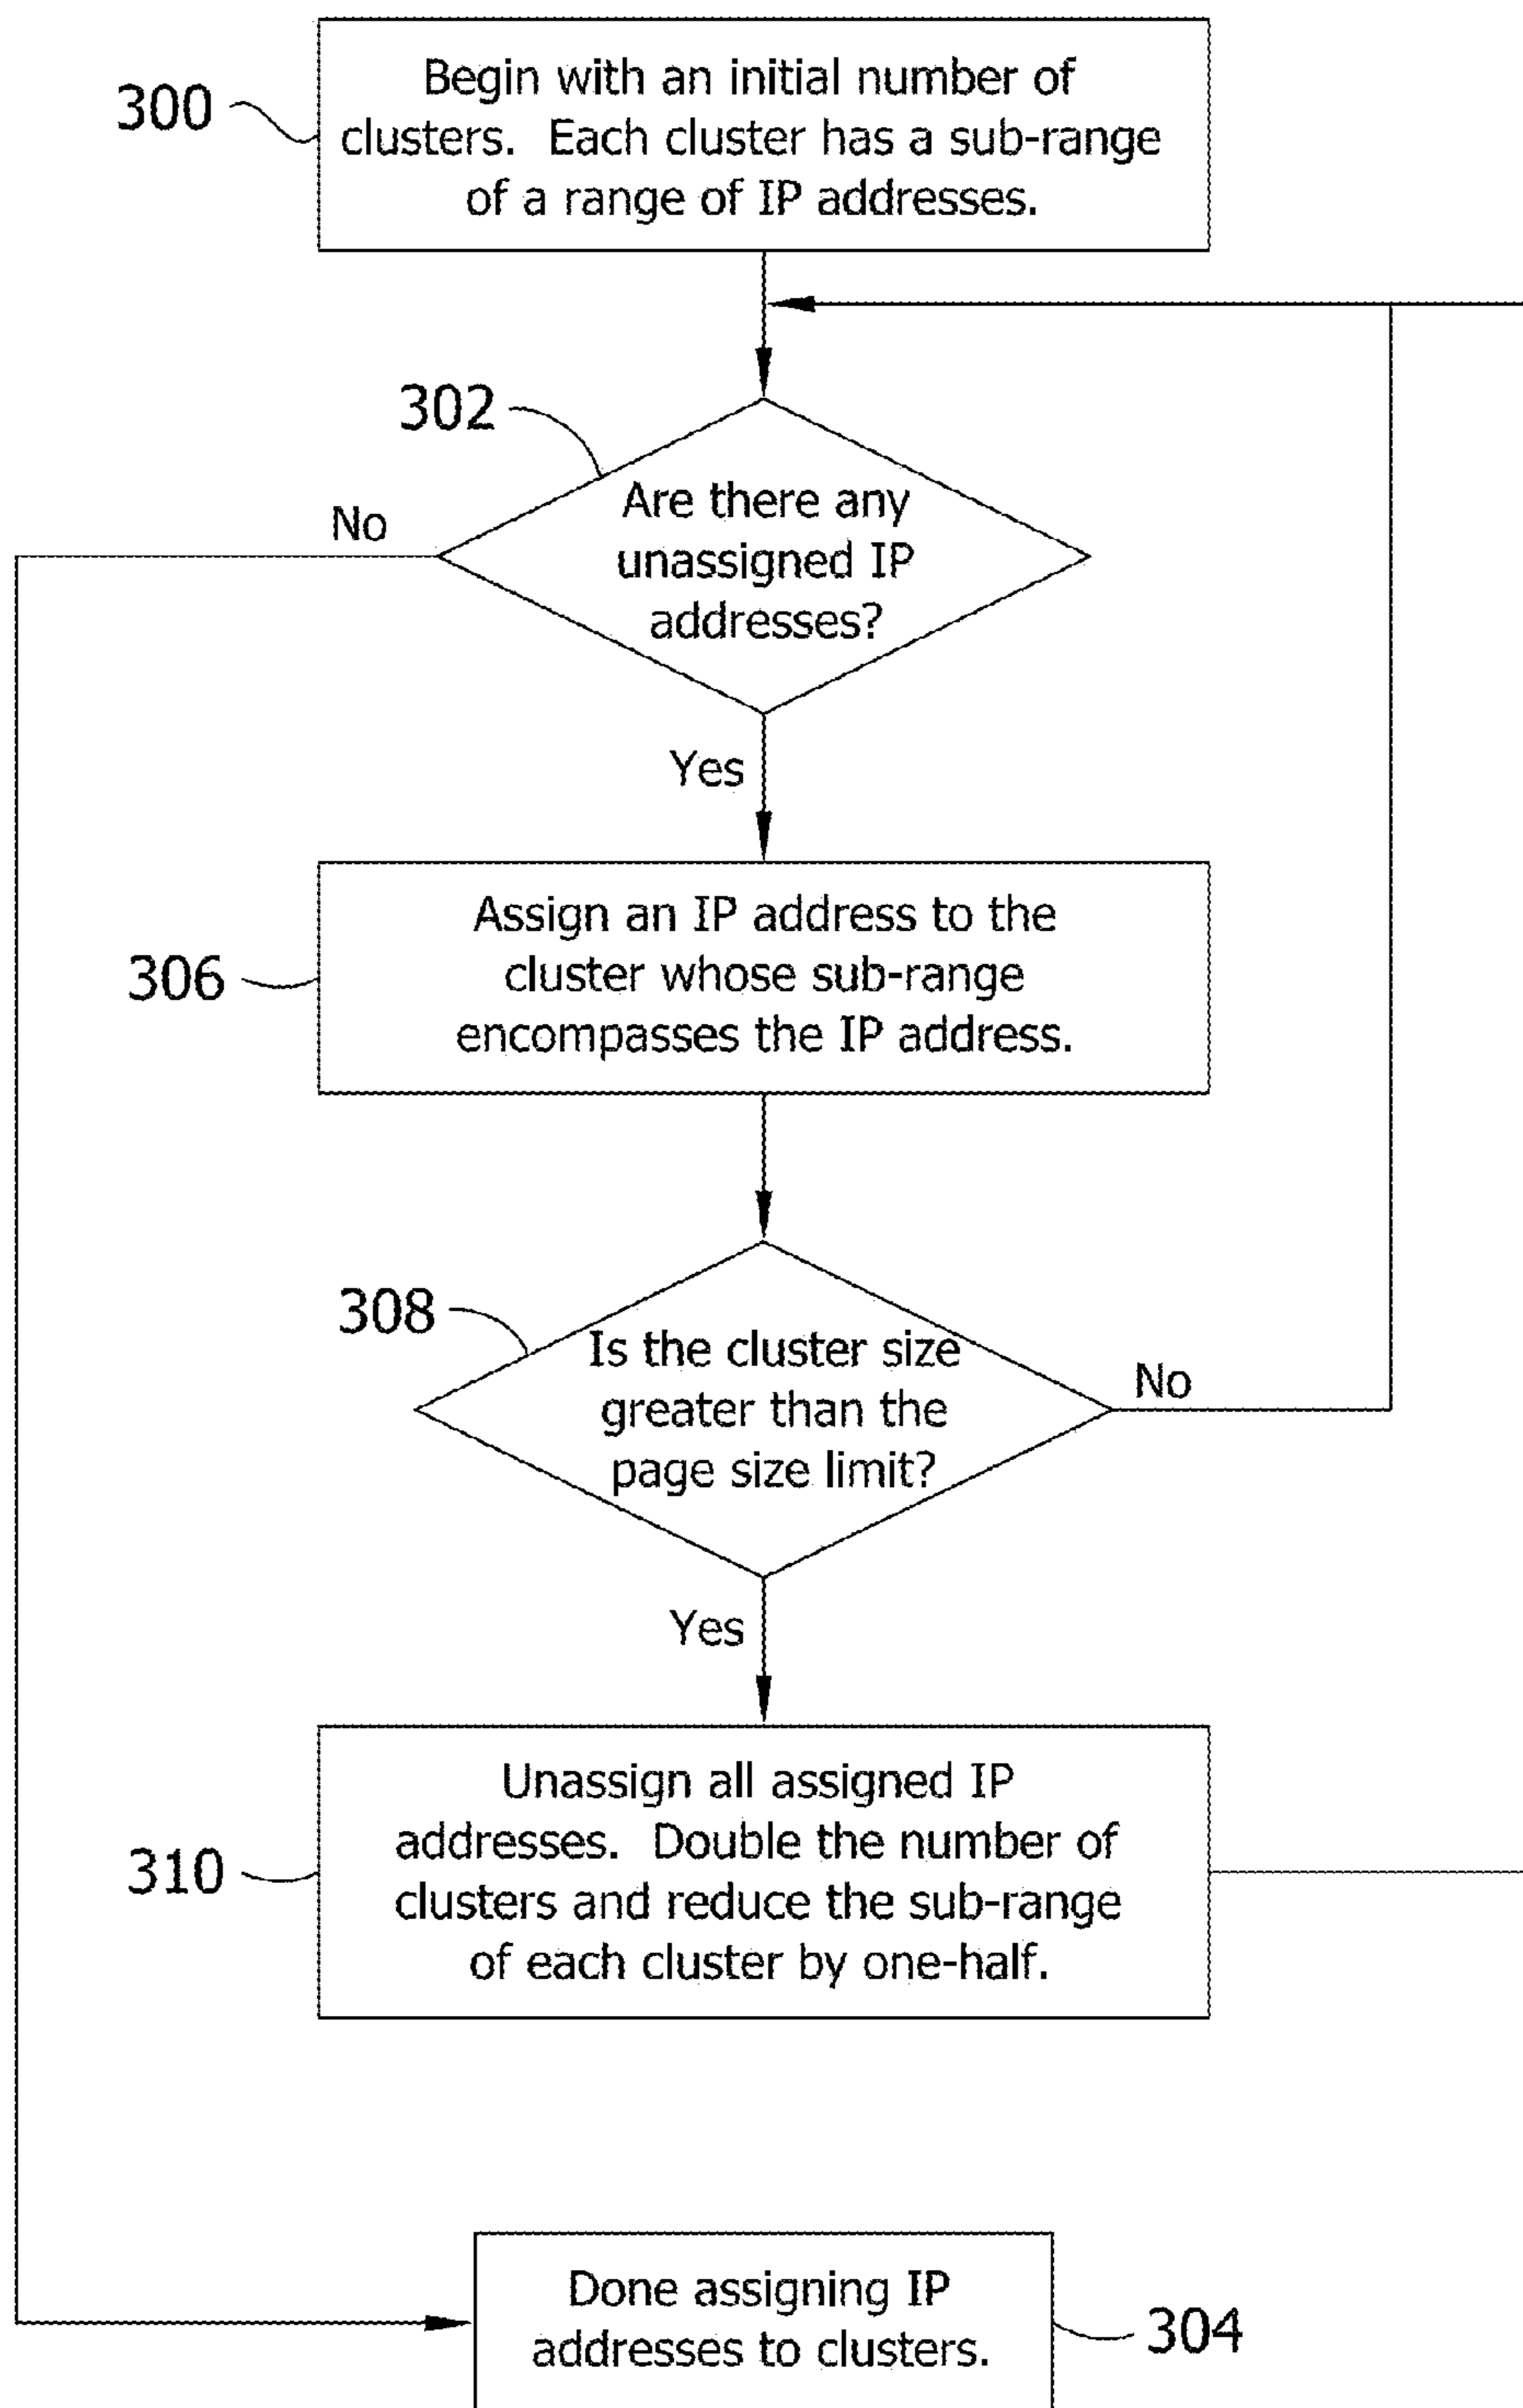 Begin with an initial number of
clusters. Each cluster has a sub-range
of a range of IP addresses.
300
302
Are there any
unassigned IP
addresses?
No
Yes
Assign an IP address to the
cluster whose sub-range
encompasses the IP address.
306
308
Is the cluster size
greater than the
page size limit?
No
Yes
Unassign all assigned IP
addresses. Double the number of
clusters and reduce the sub-range
of each cluster by one-half.
310
Done assigning IP
addresses to clusters.
304